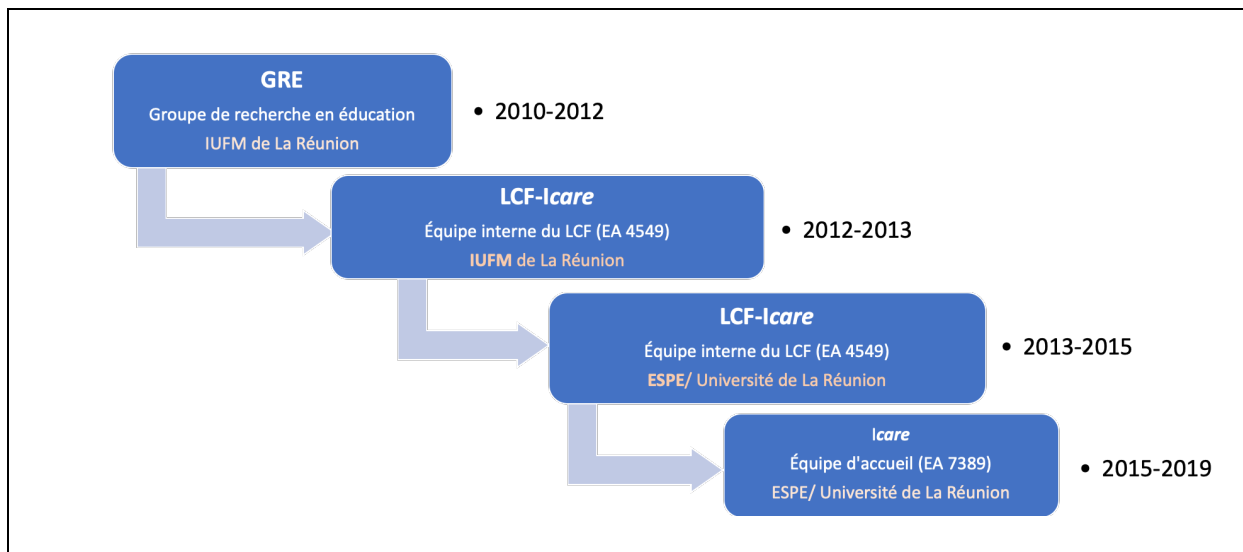 GRE
Groupe de recherche en éducation
IUFM de La Réunion
• 2010-2012
LCF-Icare
Équipe interne du LCF (EA 4549)
IUFM de La Réunion
• 2012-2013
LCF-Icare
Équipe interne du LCF (EA 4549)
ESPE/ Université de La Réunion
• 2013-2015
Icare
Équipe d'accueil (EA 7389)
ESPE/ Université de La Réunion
• 2015-2019